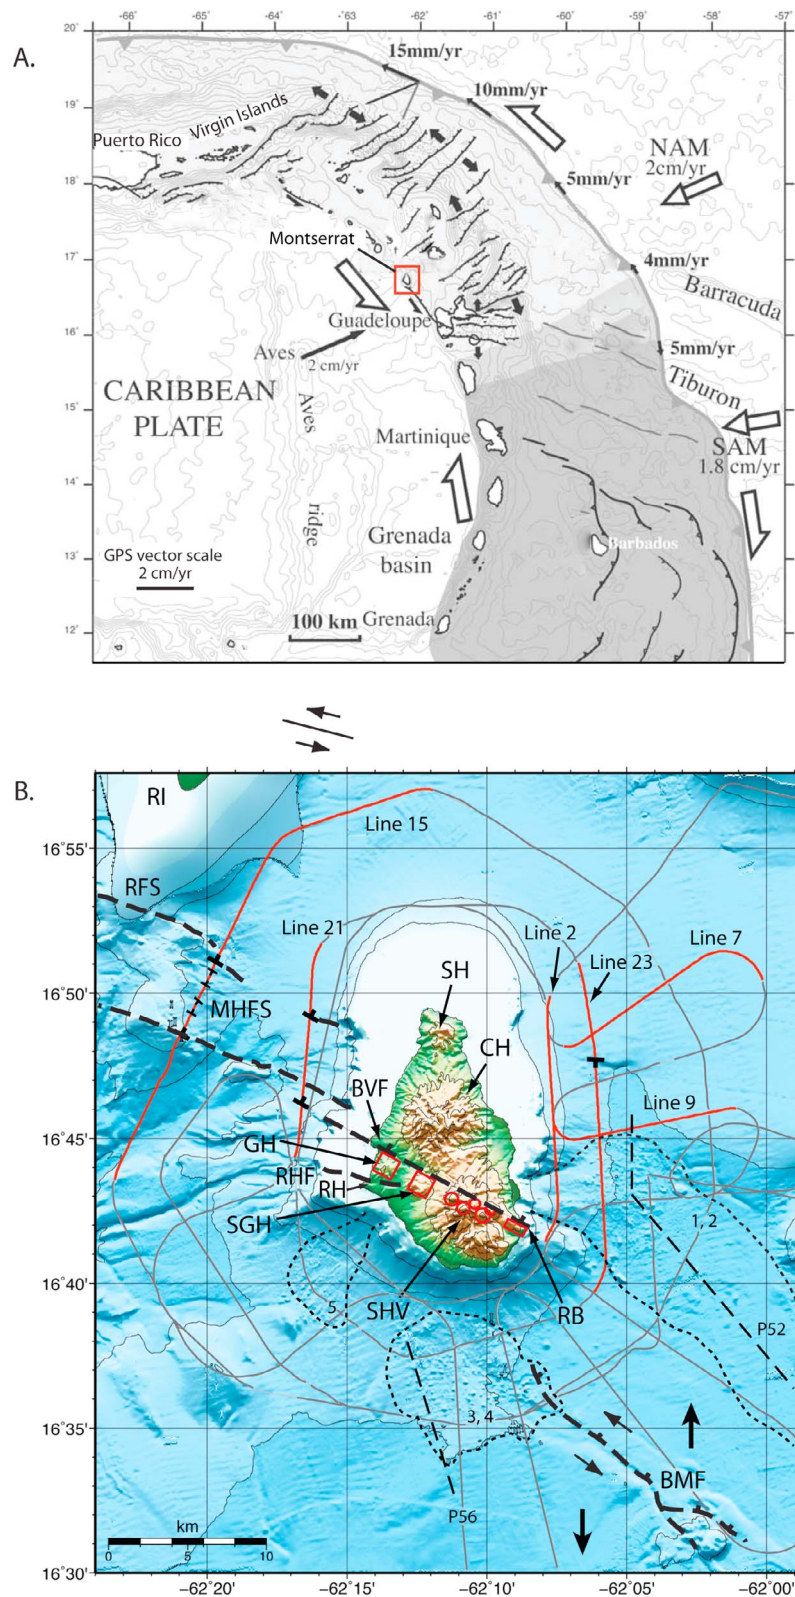 A.
-66° -65° -64° -63° -62° -61° -60° -59° -58° -57°
20°
15mm/yr
10mm/yr
19°
Virgin Islands
Puerto Rico
NAM
2cm/yr
18°
5mm/yr
Montserrat
17°
4mm/yr
Barracuda
Guadeloupe
16°
Aves
2 cm/yr
5mm/yr
Tiburon
CARIBBEAN
PLATE
Aves
ridge
15°
Martinique
SAM
1.8 cm/yr
14°
Grenada
basin
Barbados
13°
GPS vector scale
2 cm/yr
100 km
Grenada
12°
B.
RI
Line 15
16°55'
RFS
Line 21
Line 2
Line 7
Line 23
SH
16°50'
MHFS
CH
BVF
Line 9
16°45'
GH
RHF
RH
SGH
1, 2
16°40'
5
SHV
RB
P52
16°35'
3, 4
BMF
P56
km
0 5 10
16°30'
-62°20' -62°15' -62°10' -62°05' -62°00'